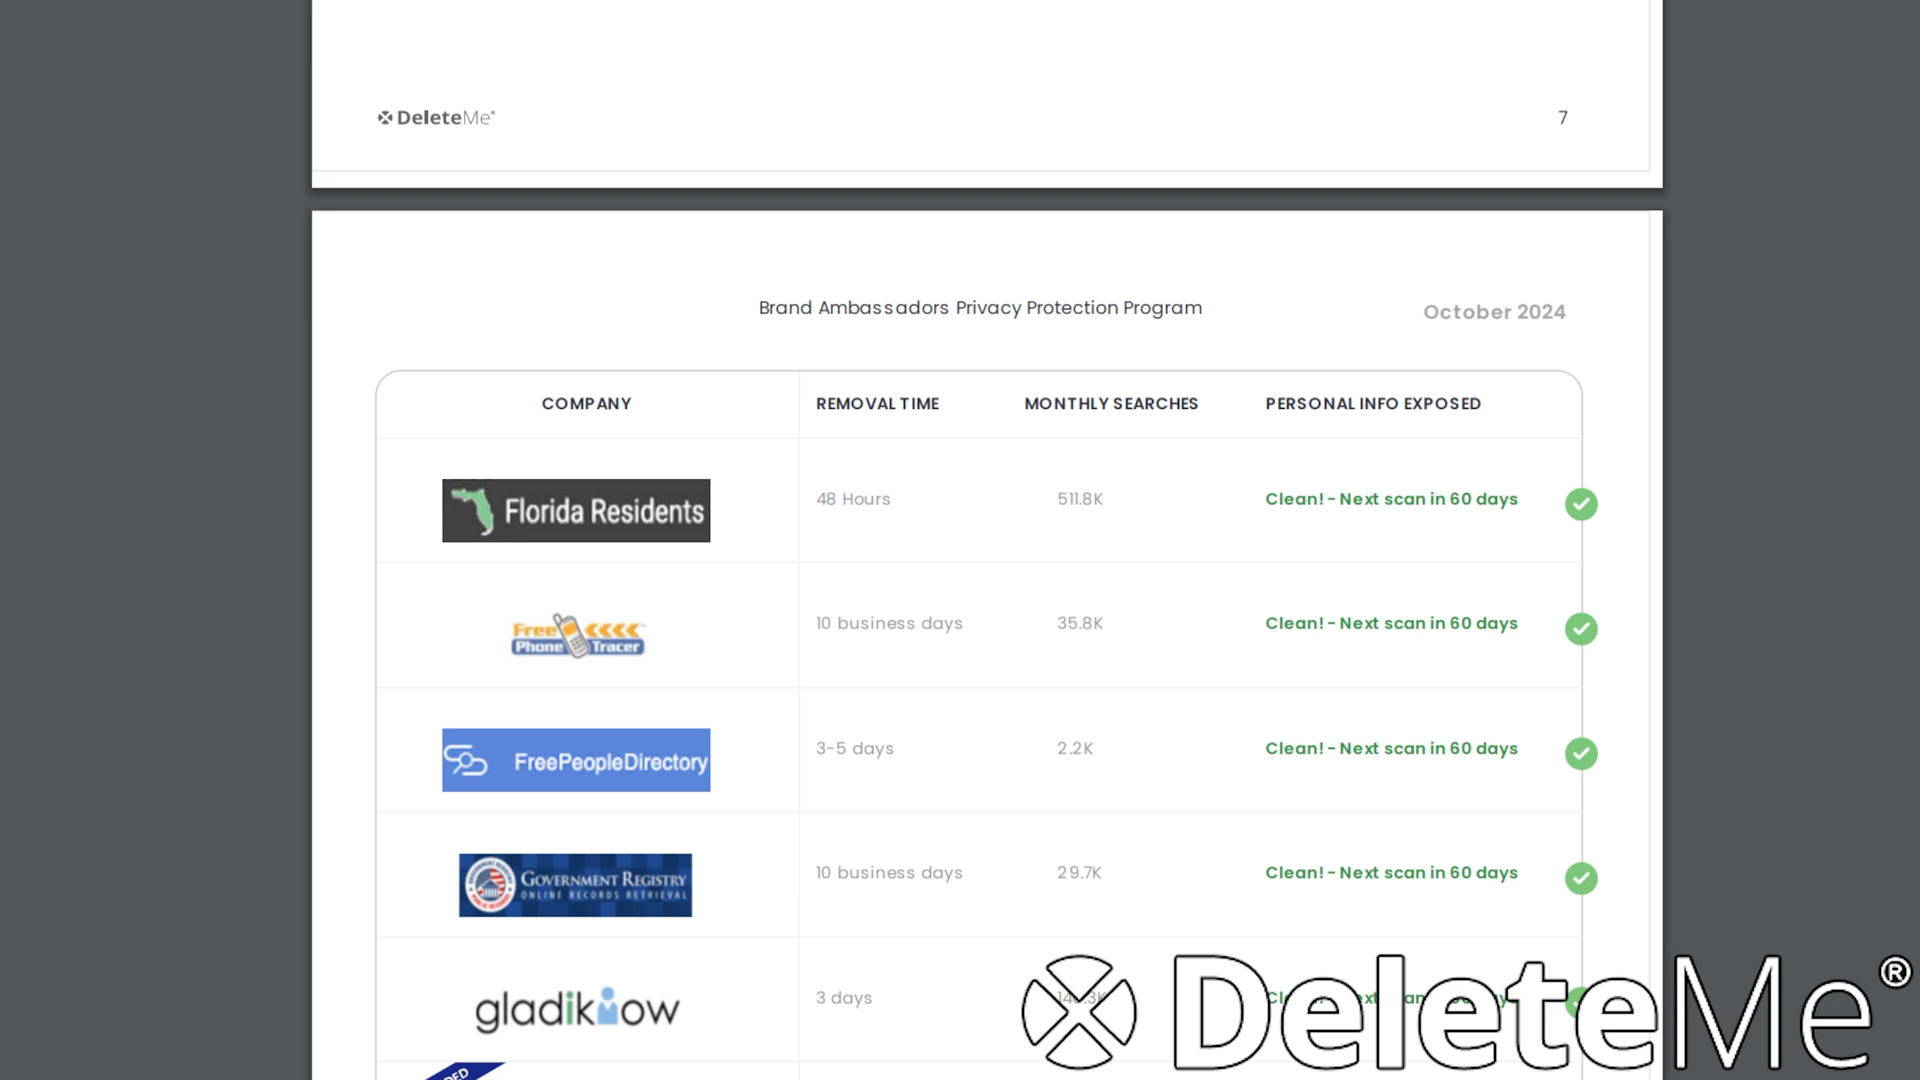 DeleteMe®
7
Brand Ambassadors Privacy Protection Program
October 2024
COMPANY REMOVAL TIME MONTHLY SEARCHES PERSONAL INFO EXPOSED
Florida Residents 48 Hours 511.8K Clean! - Next scan in 60 days
Free Phone Tracer 10 business days 35.8K Clean! - Next scan in 60 days
FreePeopleDirectory 3-5 days 2.2K Clean! - Next scan in 60 days
GOVERNMENT REGISTRY
ONLINE RECORDS RETRIEVAL
10 business days 29.7K Clean! - Next scan in 60 days
gladiknow 3 days
DeleteMe®